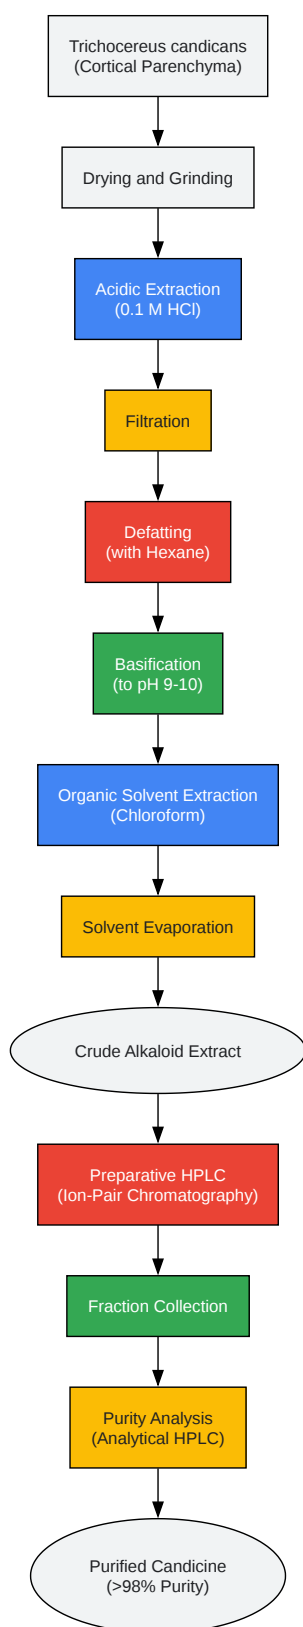 Trichocereus candicans
(Cortical Parenchyma)
Drying and Grinding
Acidic Extraction
(0.1 M HCl)
Filtration
Defatting
(with Hexane)
Basification
(to pH 9-10)
Organic Solvent Extraction
(Chloroform)
Solvent Evaporation
Crude Alkaloid Extract
Preparative HPLC
(Ion-Pair Chromatography)
Fraction Collection
Purity Analysis
(Analytical HPLC)
Purified Candicine
(>98% Purity)